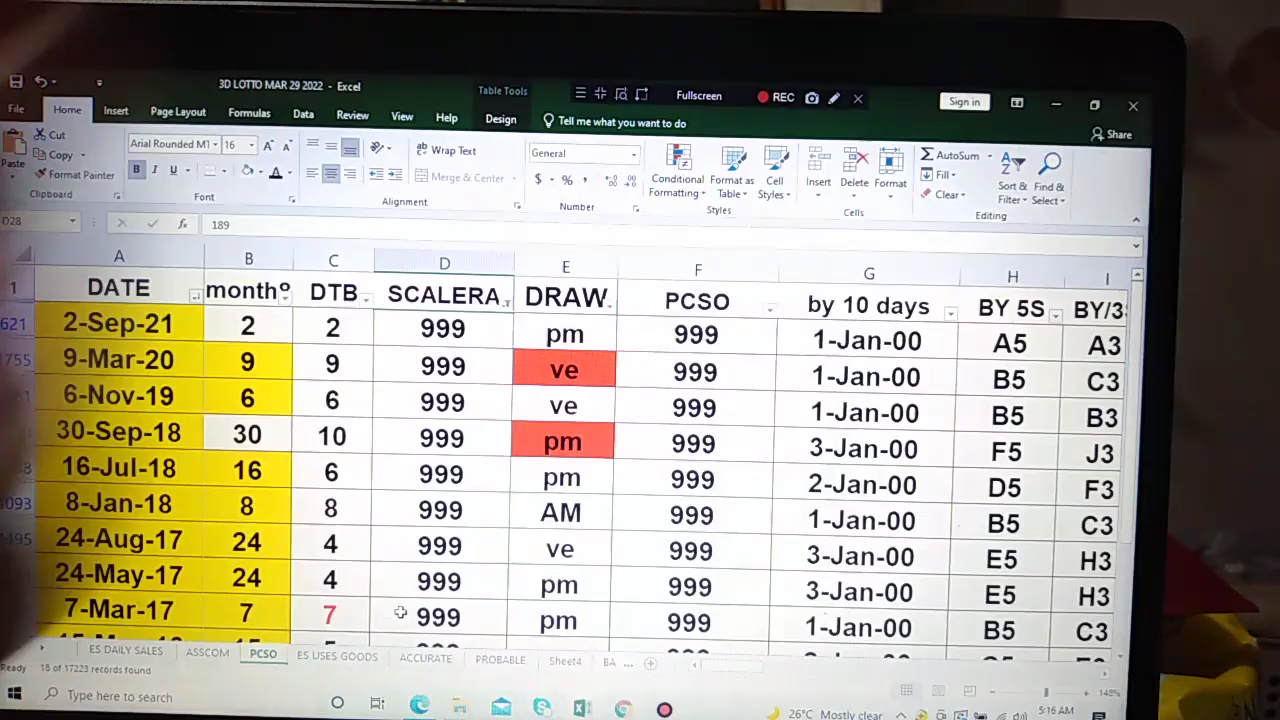 3D LOTTO MAR 29 2022 - Excel
Table Tools
Fullscreen
REC
Sign in
File Home Insert Page Layout Formulas Data Review View Help Design Tell me what you want to do
Share
Cut
Copy
Format Painter
Paste
Clipboard
Arial Rounded MT 16
B I U
Font
Wrap Text
Merge & Center
Alignment
General
$ % ,
Number
Conditional Formatting
Format as Table
Cell Styles
Styles
Insert Delete Format
Cells
AutoSum
Fill
Clear
Sort & Filter
Find & Select
Editing
D28 fx 189
A B C D E F G H I
1 DATE month DTB SCALERA DRAW PCSO by 10 days BY 5S BY/3
621 2-Sep-21 2 2 999 pm 999 1-Jan-00 A5 A3
1755 9-Mar-20 9 9 999 ve 999 1-Jan-00 B5 C3
6-Nov-19 6 6 999 ve 999 1-Jan-00 B5 B3
30-Sep-18 30 10 999 pm 999 3-Jan-00 F5 J3
16-Jul-18 16 6 999 pm 999 2-Jan-00 D5 F3
8-Jan-18 8 8 999 AM 999 1-Jan-00 B5 C3
24-Aug-17 24 4 999 ve 999 3-Jan-00 E5 H3
24-May-17 24 4 999 pm 999 3-Jan-00 E5 H3
7-Mar-17 7 7 999 pm 999 1-Jan-00 B5 C3
ES DAILY SALES ASSCOM PCSO ES USES GOODS ACCURATE PROBABLE Sheet4 BA ...
Ready 18 of 17223 records found
148%
Type here to search
26°C Mostly clear
5:16 AM